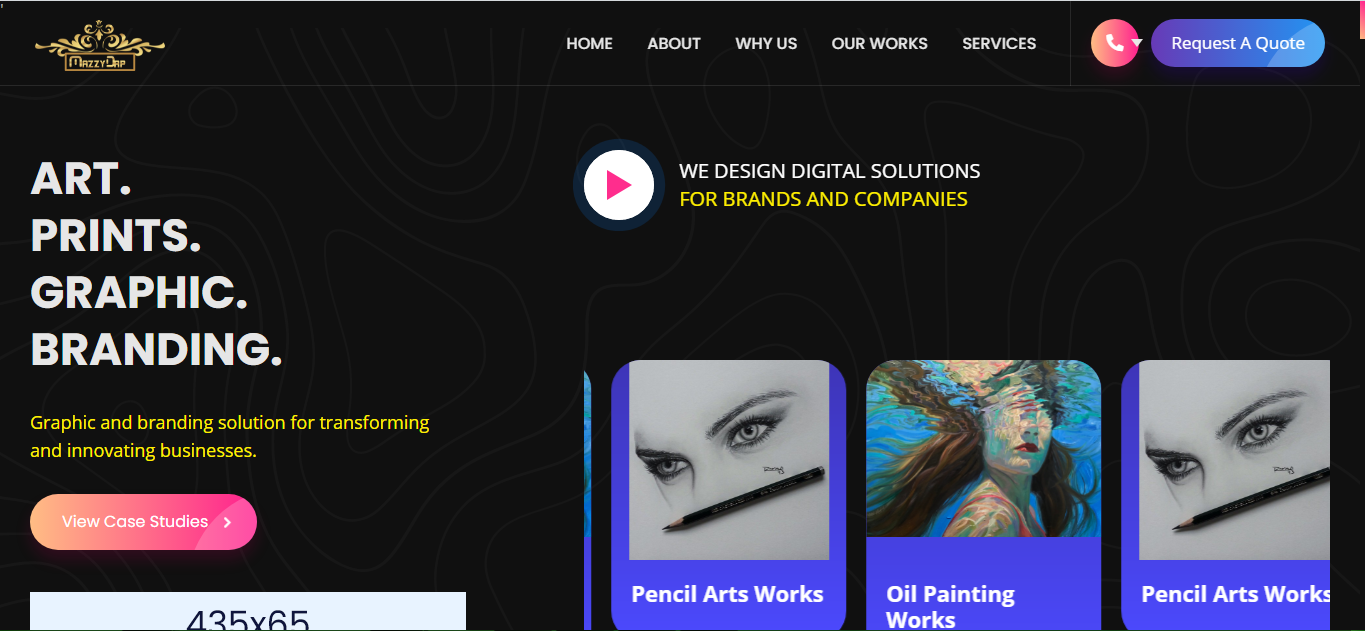 MAZZYDAP
HOME
ABOUT
WHY US
OUR WORKS
SERVICES
Request A Quote
WE DESIGN DIGITAL SOLUTIONS
FOR BRANDS AND COMPANIES
ART.
PRINTS.
GRAPHIC.
BRANDING.
Graphic and branding solution for transforming
and innovating businesses.
View Case Studies
435x65
Pencil Arts Works
Oil Painting
Works
Pencil Arts Works